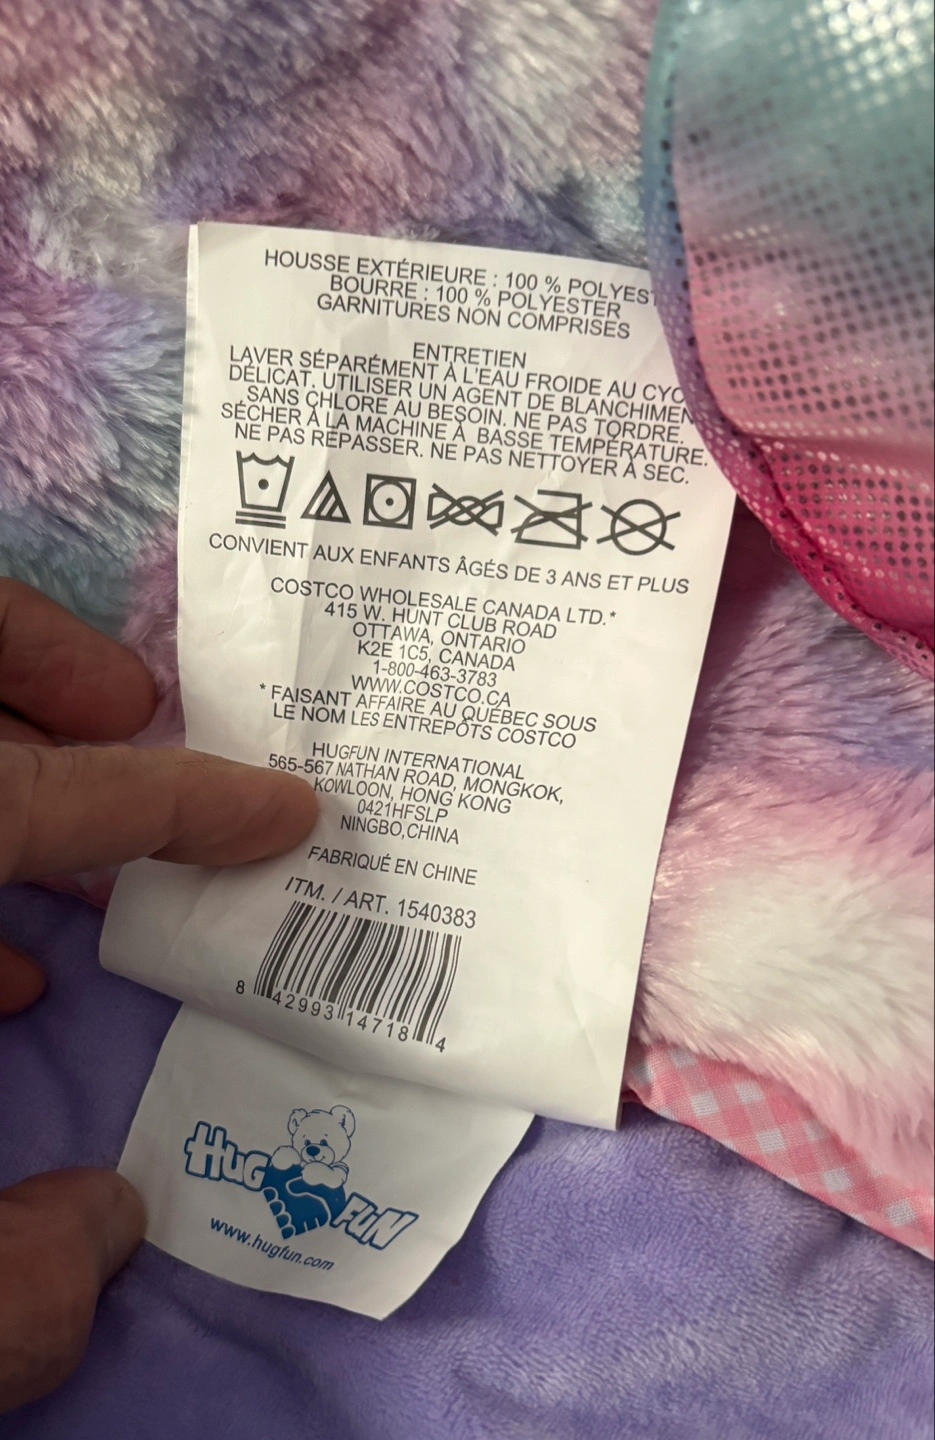 HOUSSE EXTÉRIEURE : 100 % POLYEST
BOURRE : 100 % POLYESTER
GARNITURES NON COMPRISES
ENTRETIEN
LAVER SÉPARÉMENT À L'EAU FROIDE AU CYC
DÉLICAT. UTILISER UN AGENT DE BLANCHIMEN
SANS CHLORE AU BESOIN. NE PAS TORDRE.
SÉCHER À LA MACHINE À BASSE TEMPÉRATURE.
NE PAS REPASSER. NE PAS NETTOYER À SEC.
CONVIENT AUX ENFANTS ÂGÉS DE 3 ANS ET PLUS
COSTCO WHOLESALE CANADA LTD.*
415 W. HUNT CLUB ROAD
OTTAWA, ONTARIO
K2E 1C5, CANADA
1-800-463-3783
WWW.COSTCO.CA
* FAISANT AFFAIRE AU QUÉBEC SOUS
LE NOM LES ENTREPÔTS COSTCO
HUGFUN INTERNATIONAL
565-567 NATHAN ROAD, MONGKOK,
KOWLOON, HONG KONG
0421HFSLP
NINGBO,CHINA
FABRIQUÉ EN CHINE
ITM. / ART. 1540383
8 42993 14718 4
HUG FUN
www.hugfun.com